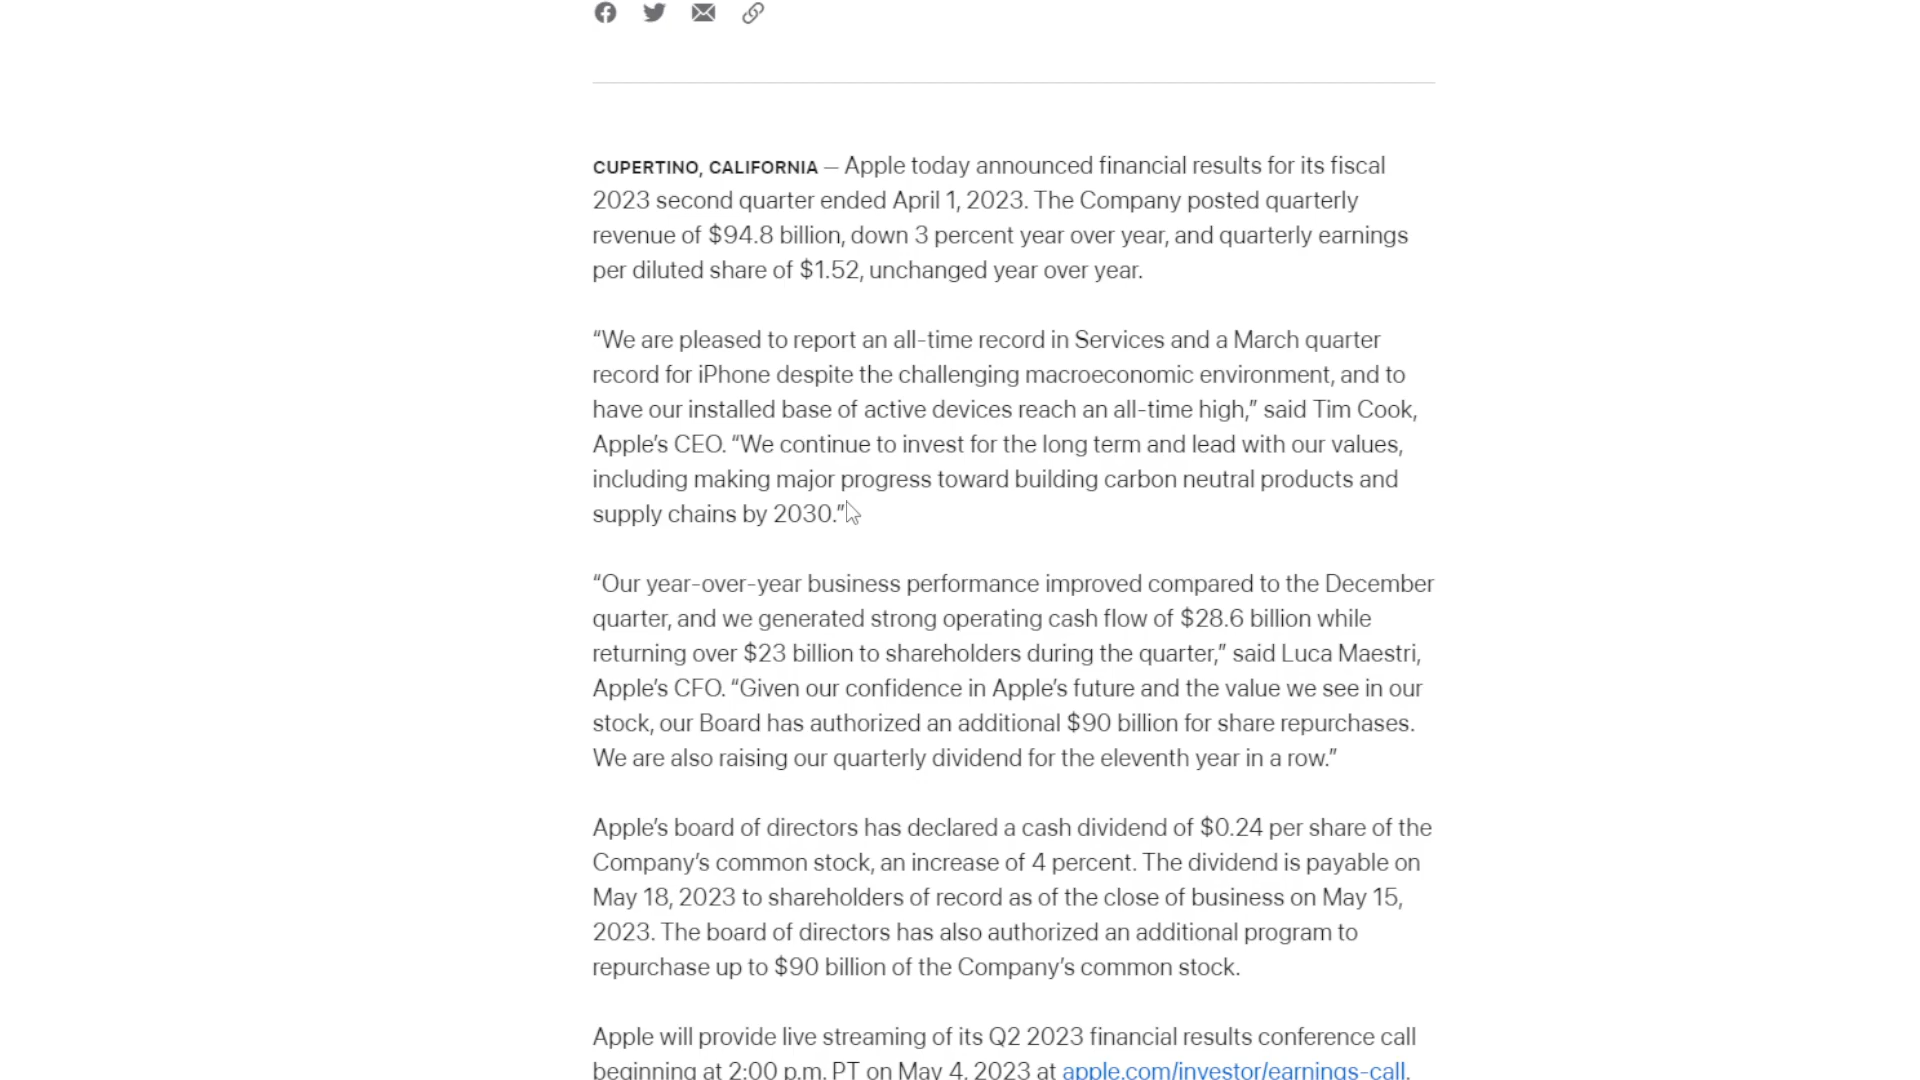 CUPERTINO, CALIFORNIA — Apple today announced financial results for its fiscal
2023 second quarter ended April 1, 2023. The Company posted quarterly
revenue of $94.8 billion, down 3 percent year over year, and quarterly earnings
per diluted share of $1.52, unchanged year over year.
“We are pleased to report an all-time record in Services and a March quarter
record for iPhone despite the challenging macroeconomic environment, and to
have our installed base of active devices reach an all-time high,” said Tim Cook,
Apple’s CEO. “We continue to invest for the long term and lead with our values,
including making major progress toward building carbon neutral products and
supply chains by 2030.”
“Our year-over-year business performance improved compared to the December
quarter, and we generated strong operating cash flow of $28.6 billion while
returning over $23 billion to shareholders during the quarter,” said Luca Maestri,
Apple’s CFO. “Given our confidence in Apple’s future and the value we see in our
stock, our Board has authorized an additional $90 billion for share repurchases.
We are also raising our quarterly dividend for the eleventh year in a row.”
Apple’s board of directors has declared a cash dividend of $0.24 per share of the
Company’s common stock, an increase of 4 percent. The dividend is payable on
May 18, 2023 to shareholders of record as of the close of business on May 15,
2023. The board of directors has also authorized an additional program to
repurchase up to $90 billion of the Company’s common stock.
Apple will provide live streaming of its Q2 2023 financial results conference call
beginning at 2:00 p.m. PT on May 4, 2023 at apple.com/investor/earnings-call.